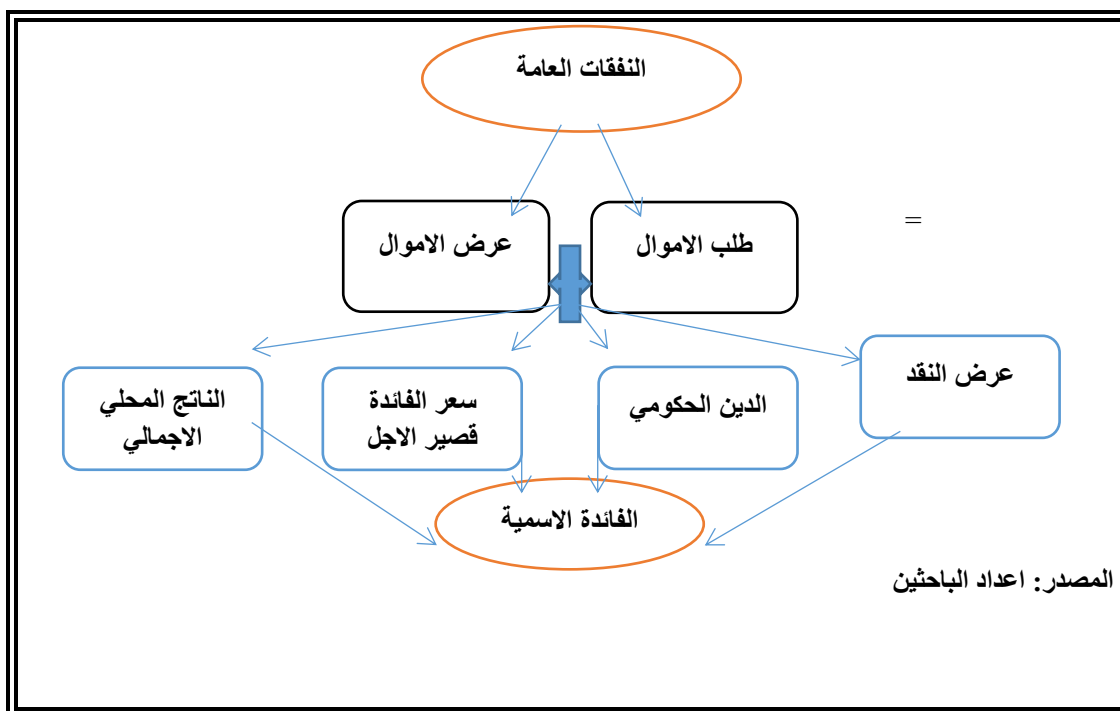 النفقات العامة
طلب الاموال
عرض الاموال
=
عرض النقد
الدين الحكومي
سعر الفائدة
قصير الاجل
الناتج المحلي
الاجمالي
الفائدة الاسمية
المصدر: اعداد الباحثين